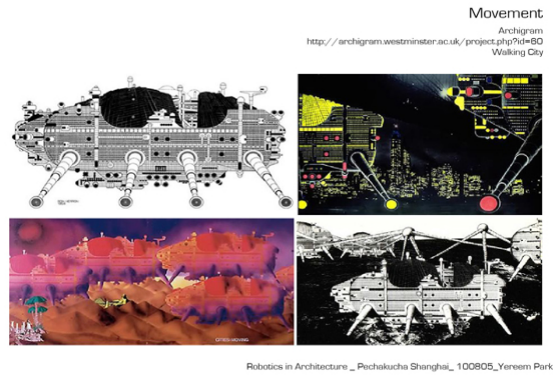 Movement
Archigram
http://archigram.westminster.ac.uk/project.php?id=60
Walking City
Robotics in Architecture _ Pechakucha Shanghai_ 100805_Yereem Park